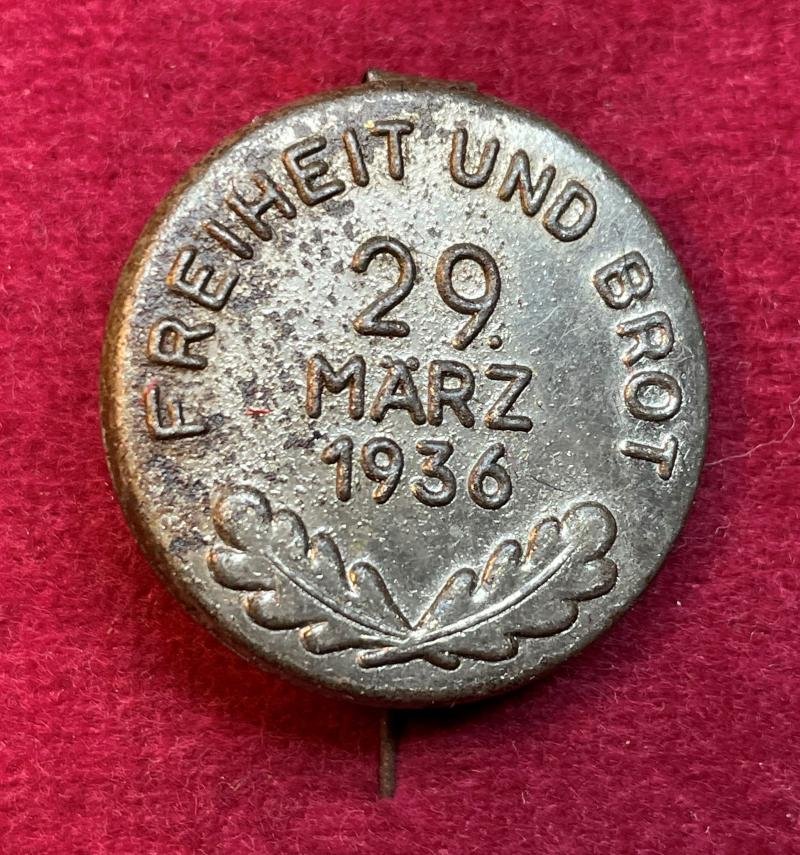 FREIHEIT UND BROT
29.
MÄRZ
1936